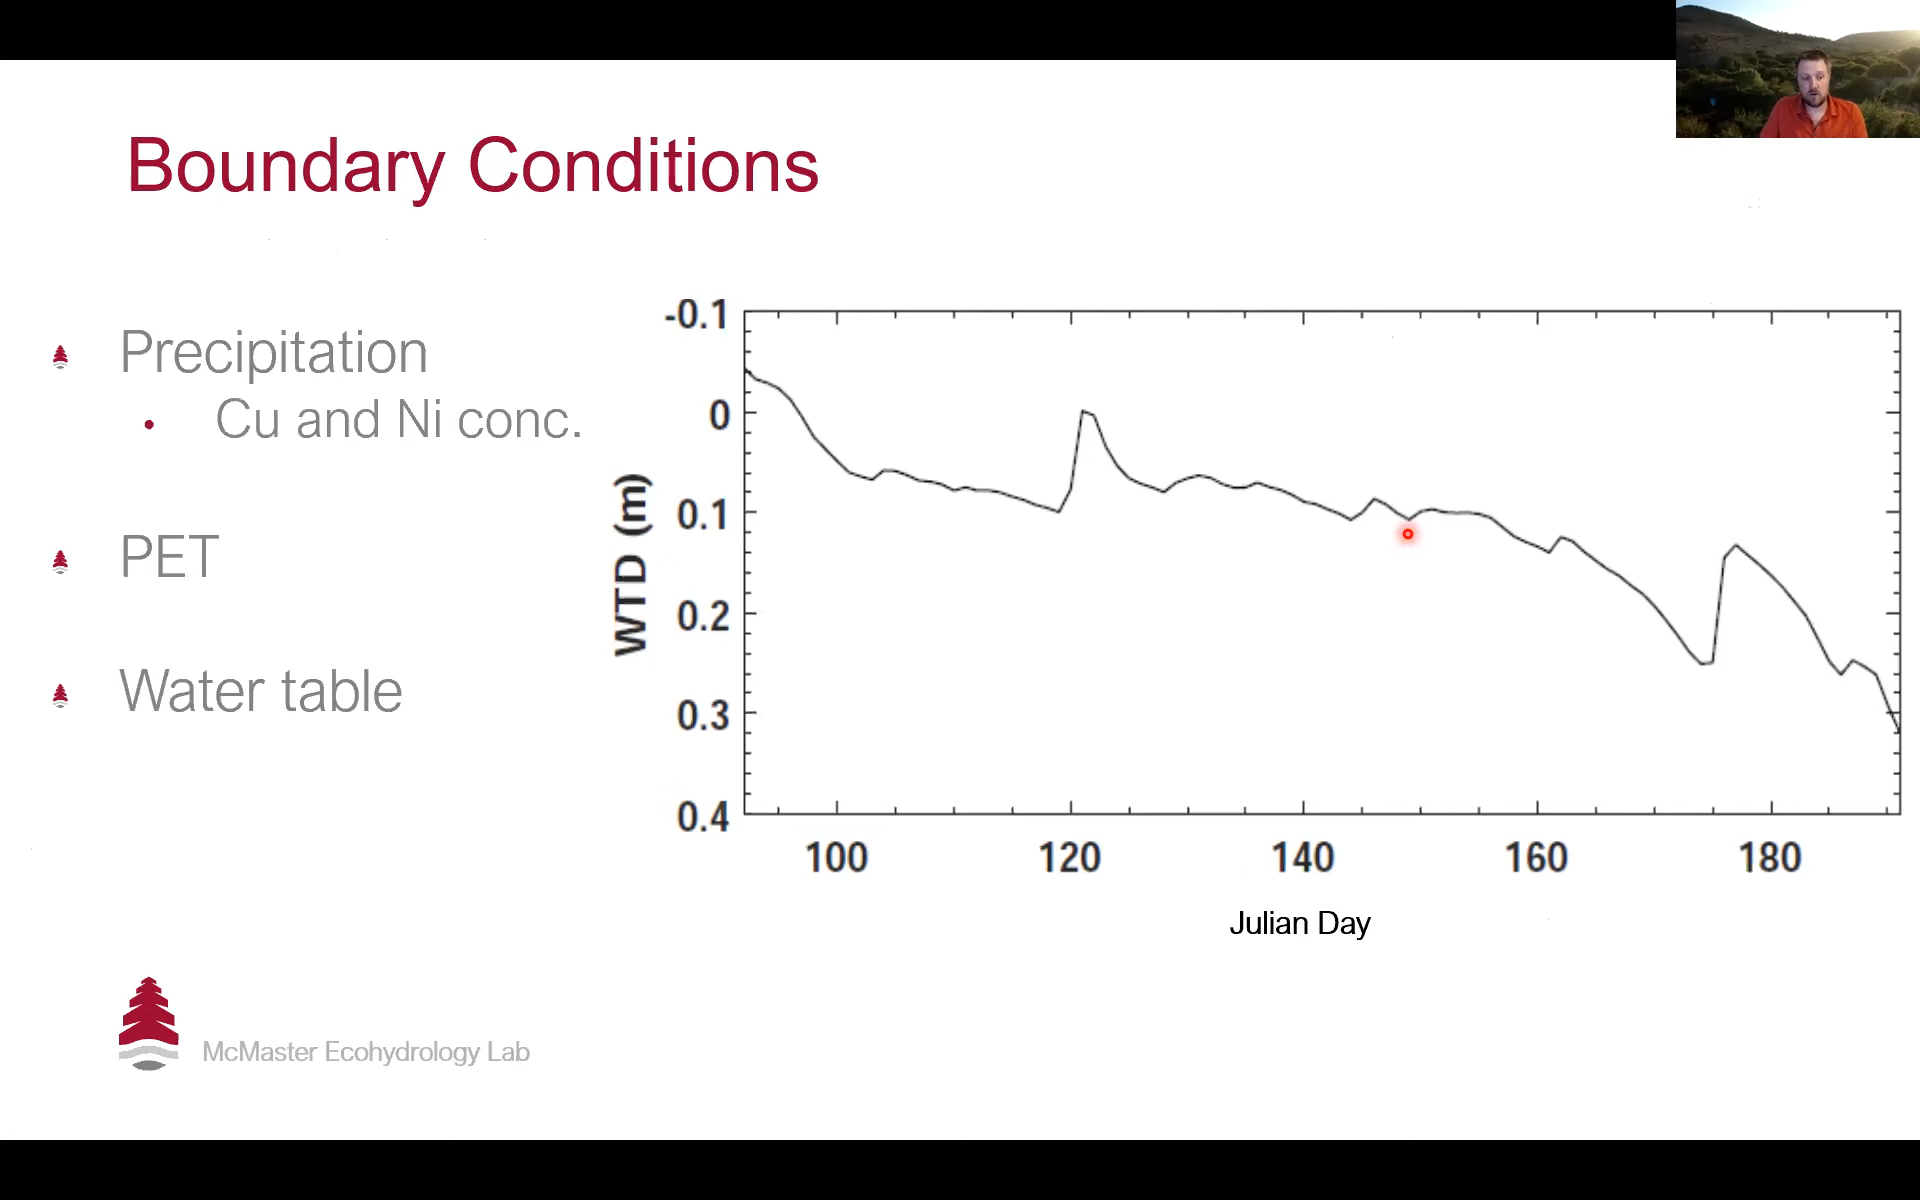 Boundary Conditions
Precipitation
Cu and Ni conc.
PET
Water table
WTD (m)
-0.1
0
0.1
0.2
0.3
0.4
100 120 140 160 180
Julian Day
McMaster Ecohydrology Lab